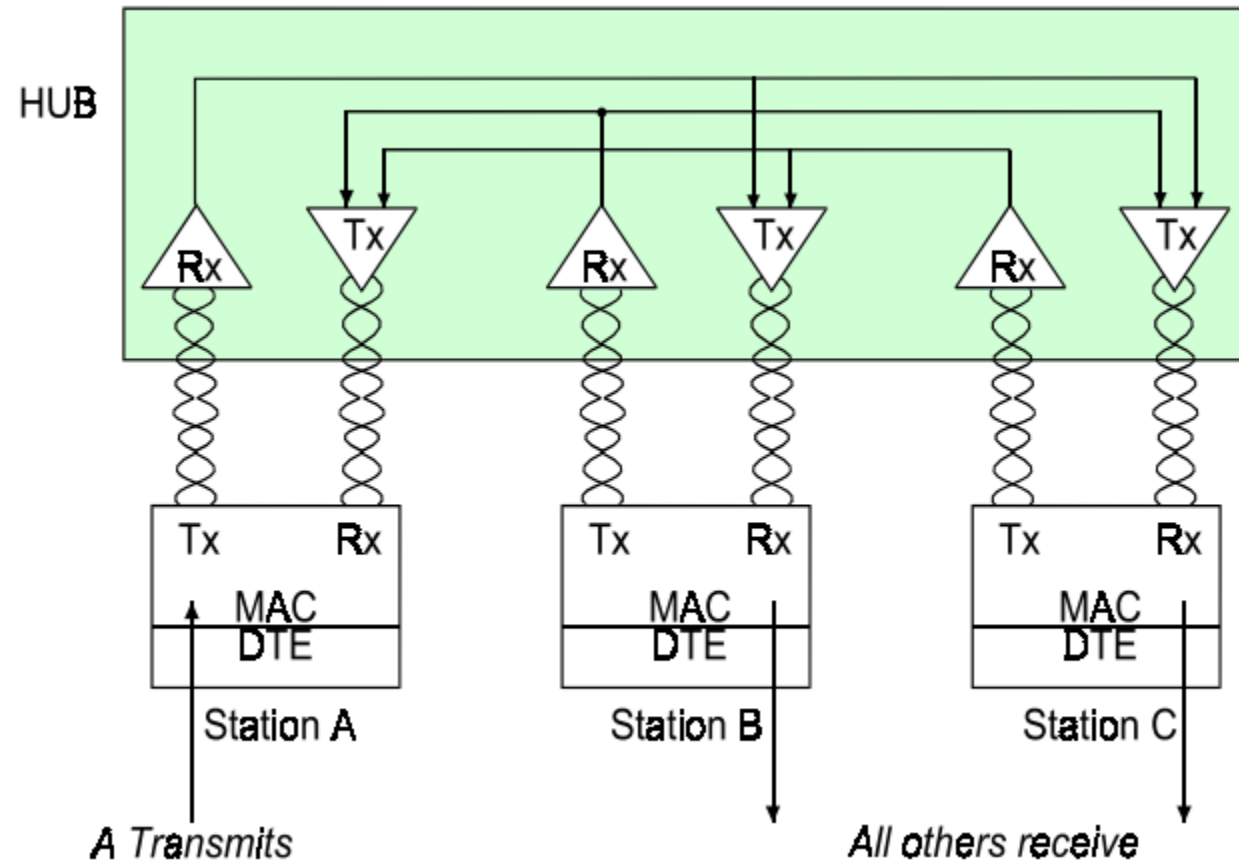 HUB
Tx Tx Tx
Rx Rx Rx
Tx Rx Tx Rx Tx Rx
MAC MAC MAC
DTE DTE DTE
Station A Station B Station C
A Transmits All others receive